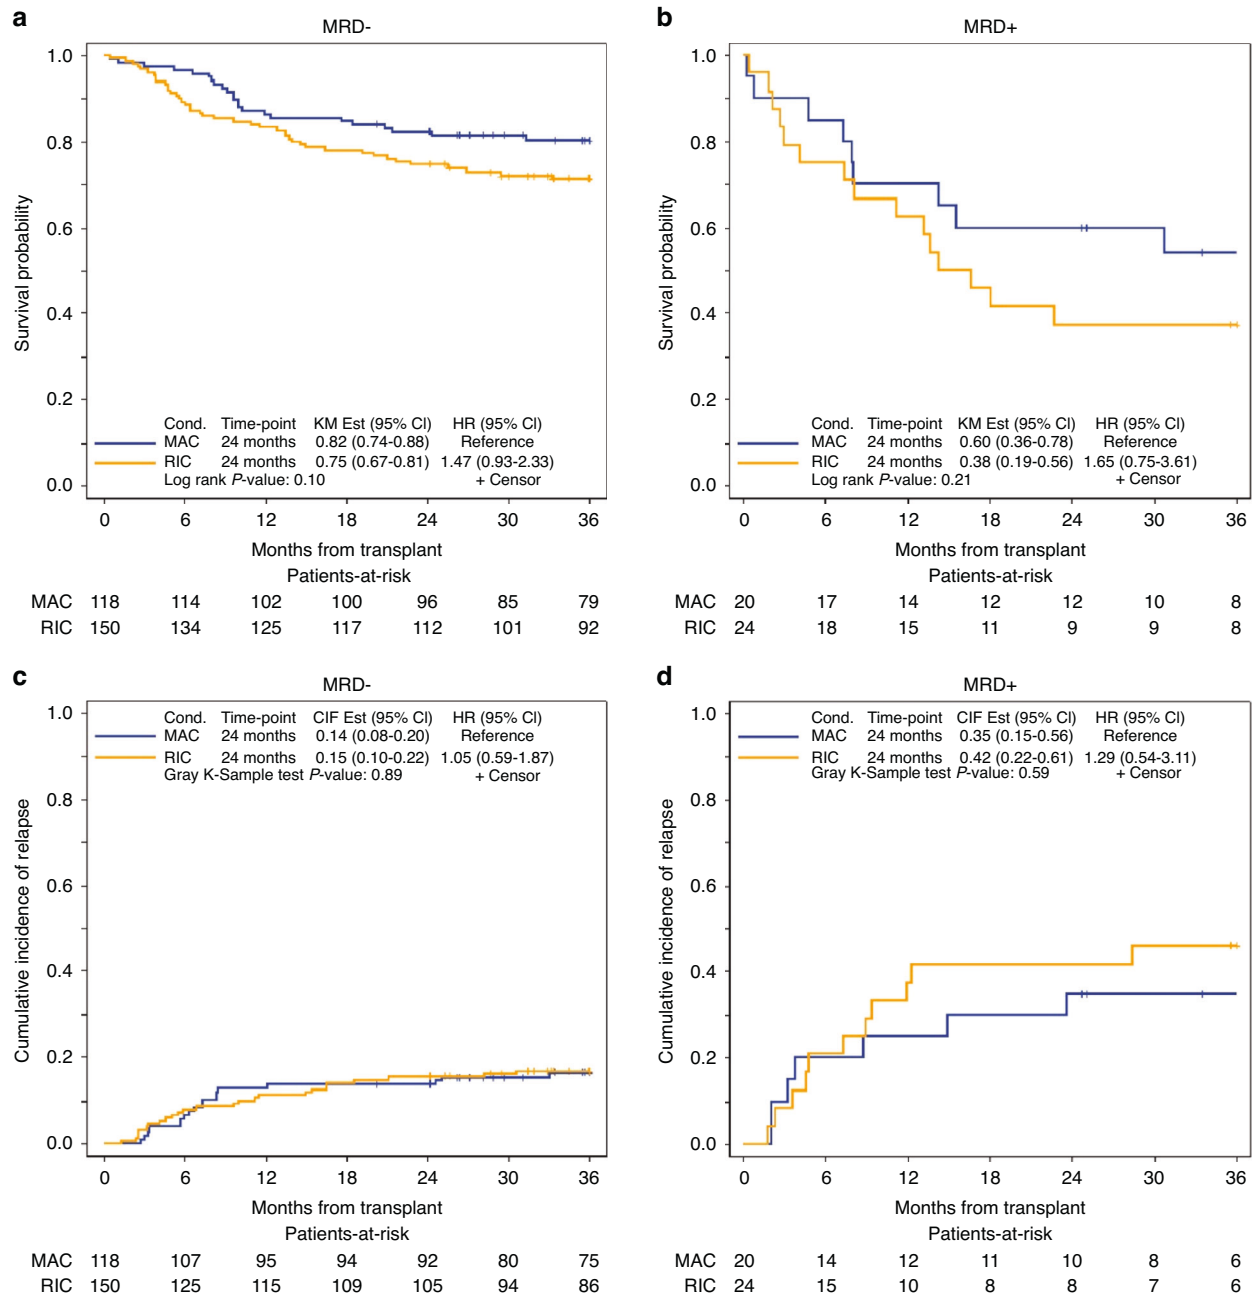 a
MRD-
1.0
0.8
0.6
0.4
0.2
0.0
Survival probability
Cond. Time-point KM Est (95% CI) HR (95% CI)
MAC 24 months 0.82 (0.74-0.88) Reference
RIC 24 months 0.75 (0.67-0.81) 1.47 (0.93-2.33)
Log rank P-value: 0.10 + Censor
0 6 12 18 24 30 36
Months from transplant
Patients-at-risk
MAC 118 114 102 100 96 85 79
RIC 150 134 125 117 112 101 92
b
MRD+
1.0
0.8
0.6
0.4
0.2
0.0
Survival probability
Cond. Time-point KM Est (95% CI) HR (95% CI)
MAC 24 months 0.60 (0.36-0.78) Reference
RIC 24 months 0.38 (0.19-0.56) 1.65 (0.75-3.61)
Log rank P-value: 0.21 + Censor
0 6 12 18 24 30 36
Months from transplant
Patients-at-risk
MAC 20 17 14 12 12 10 8
RIC 24 18 15 11 9 9 8
c
MRD-
Cond. Time-point CIF Est (95% CI) HR (95% CI)
MAC 24 months 0.14 (0.08-0.20) Reference
RIC 24 months 0.15 (0.10-0.22) 1.05 (0.59-1.87)
Gray K-Sample test P-value: 0.89 + Censor
1.0
0.8
0.6
0.4
0.2
0.0
Cumulative incidence of relapse
0 6 12 18 24 30 36
Months from transplant
Patients-at-risk
MAC 118 107 95 94 92 80 75
RIC 150 125 115 109 105 94 86
d
MRD+
Cond. Time-point CIF Est (95% CI) HR (95% CI)
MAC 24 months 0.35 (0.15-0.56) Reference
RIC 24 months 0.42 (0.22-0.61) 1.29 (0.54-3.11)
Gray K-Sample test P-value: 0.59 + Censor
1.0
0.8
0.6
0.4
0.2
0.0
Cumulative incidence of relapse
0 6 12 18 24 30 36
Months from transplant
Patients-at-risk
MAC 20 14 12 11 10 8 6
RIC 24 15 10 8 8 7 6